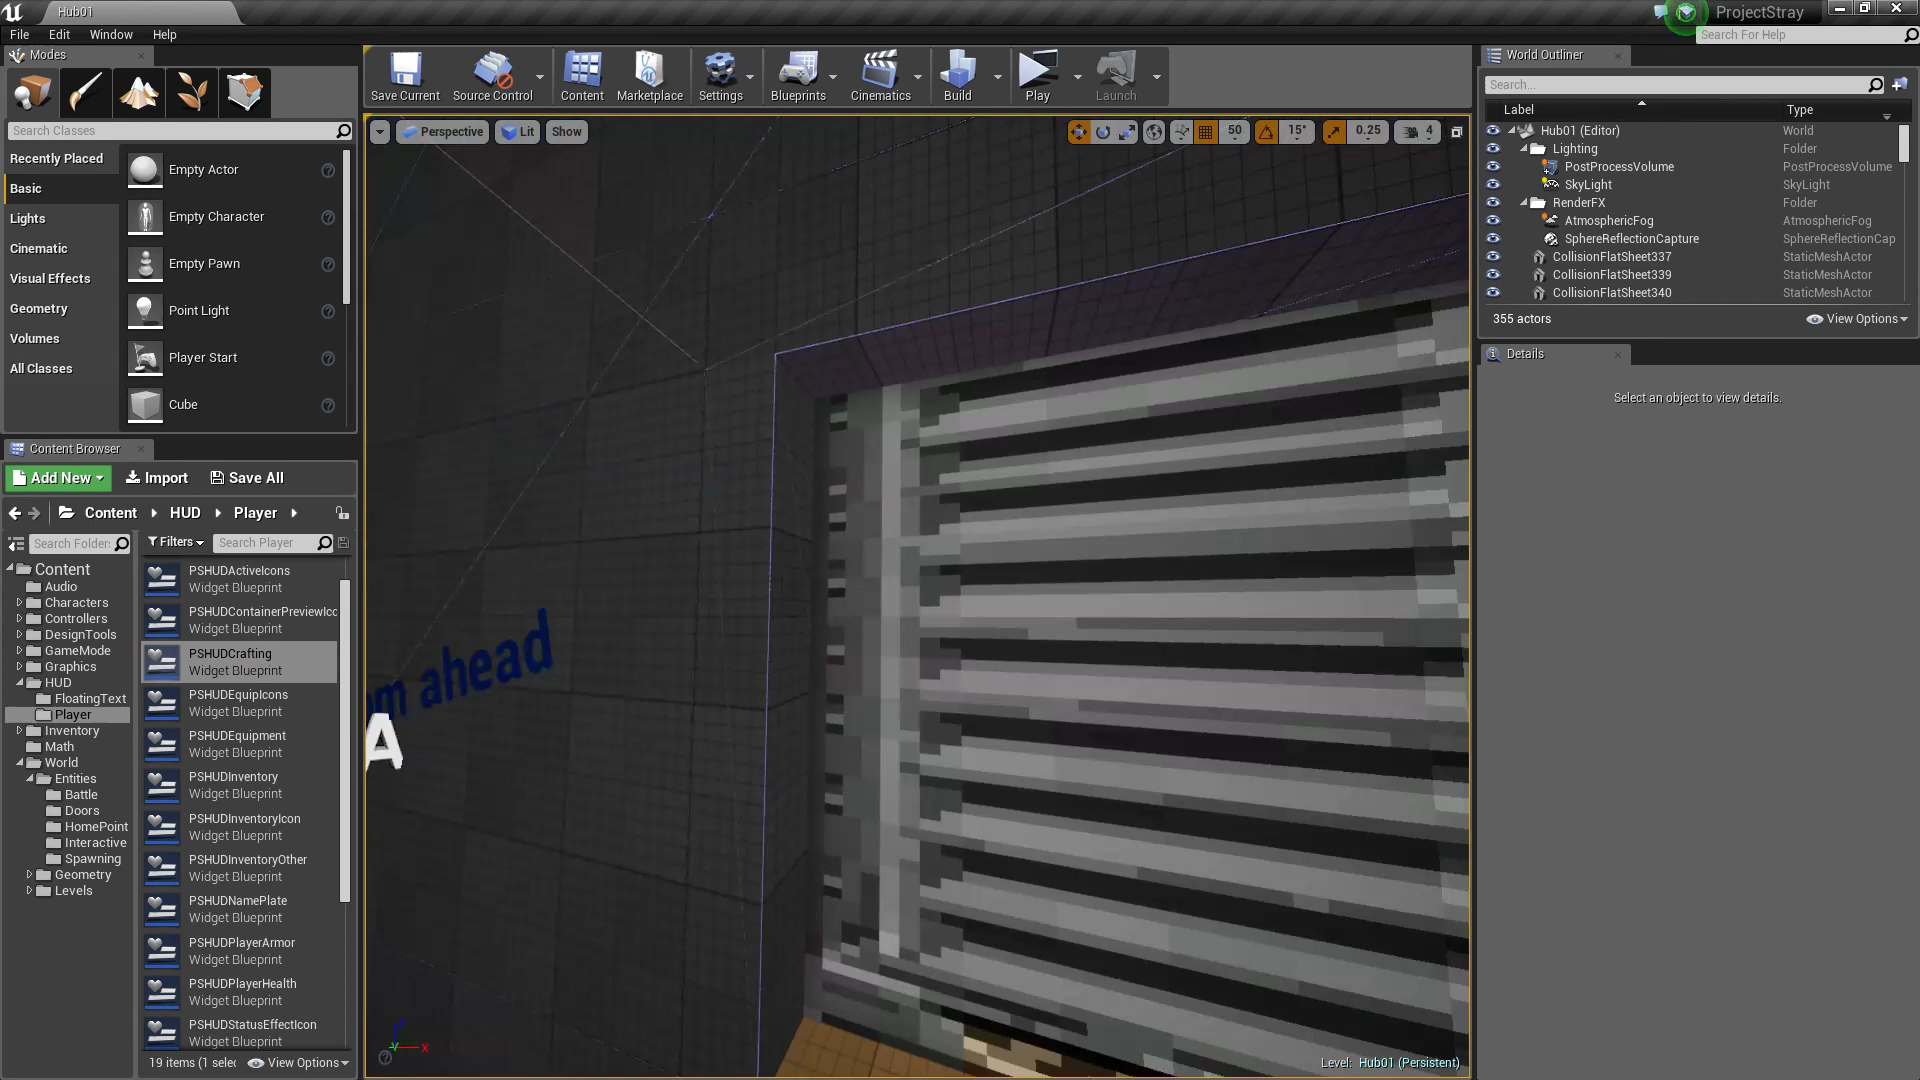 Hub01
ProjectStray
File Edit Window Help
Search For Help
Modes
Search Classes
Recently Placed
Basic
Lights
Cinematic
Visual Effects
Geometry
Volumes
All Classes
Empty Actor
Empty Character
Empty Pawn
Point Light
Player Start
Cube
Content Browser
Add New Import Save All
Content HUD Player
Search Folder:
Filters Search Player
Content
Audio
Characters
Controllers
DesignTools
GameMode
Graphics
HUD
FloatingText
Player
Inventory
Math
World
Entities
Battle
Doors
HomePoint
Interactive
Spawning
Geometry
Levels
PSHUDActiveIcons
Widget Blueprint
PSHUDContainerPreviewIco
Widget Blueprint
PSHUDCrafting
Widget Blueprint
PSHUDEquipIcons
Widget Blueprint
PSHUDEquipment
Widget Blueprint
PSHUDInventory
Widget Blueprint
PSHUDInventoryIcon
Widget Blueprint
PSHUDInventoryOther
Widget Blueprint
PSHUDNamePlate
Widget Blueprint
PSHUDPlayerArmor
Widget Blueprint
PSHUDPlayerHealth
Widget Blueprint
PSHUDStatusEffectIcon
Widget Blueprint
19 items (1 selec View Options
Save Current Source Control Content Marketplace Settings Blueprints Cinematics Build Play Launch
Perspective Lit Show 50 15° 0.25 4
om ahead
A
Z
Y X
Level: Hub01 (Persistent)
World Outliner
Search...
Label Type
Hub01 (Editor) World
Lighting Folder
PostProcessVolume PostProcessVolume
SkyLight SkyLight
RenderFX Folder
AtmosphericFog AtmosphericFog
SphereReflectionCapture SphereReflectionCap
CollisionFlatSheet337 StaticMeshActor
CollisionFlatSheet339 StaticMeshActor
CollisionFlatSheet340 StaticMeshActor
355 actors View Options
Details
Select an object to view details.